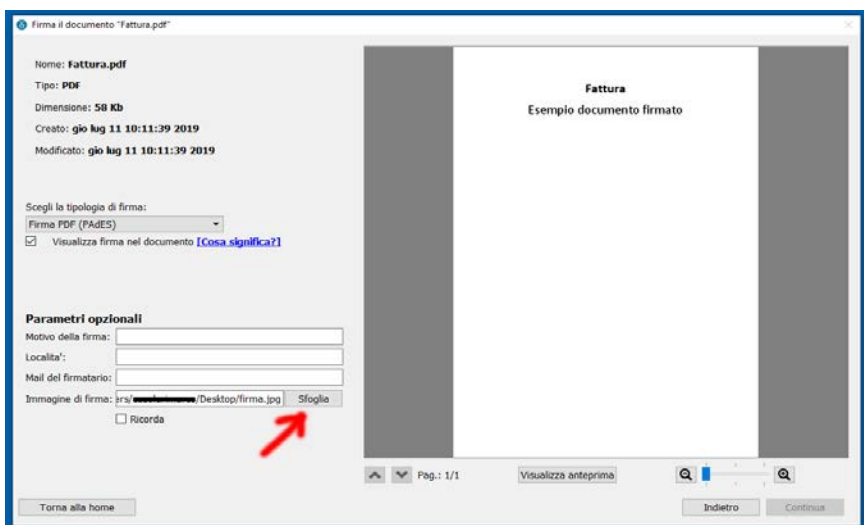 Firma il documento "Fattura.pdf"
Nome: Fattura.pdf
Tipo: PDF
Dimensione: 58 Kb
Creato: gio lug 11 10:11:39 2019
Modificato: gio lug 11 10:11:39 2019
Scegli la tipologia di firma:
Firma PDF (PAdES)
Visualizza firma nel documento [Cosa significa?]
Parametri opzionali
Motivo della firma:
Localita':
Mail del firmatario:
Immagine di firma: ers/ /Desktop/firma.jpg Sfoglia
Ricorda
Torna alla home
Fattura
Esempio documento firmato
Pag.: 1/1 Visualizza anteprima
Indietro Continua